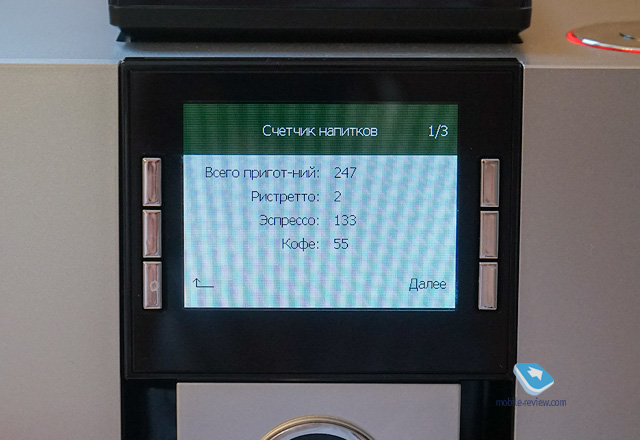 Счетчик напитков 1/3
Всего пригот-ний: 247
Ристретто: 2
Эспрессо: 133
Кофе: 55
Далее
mobile-review.com